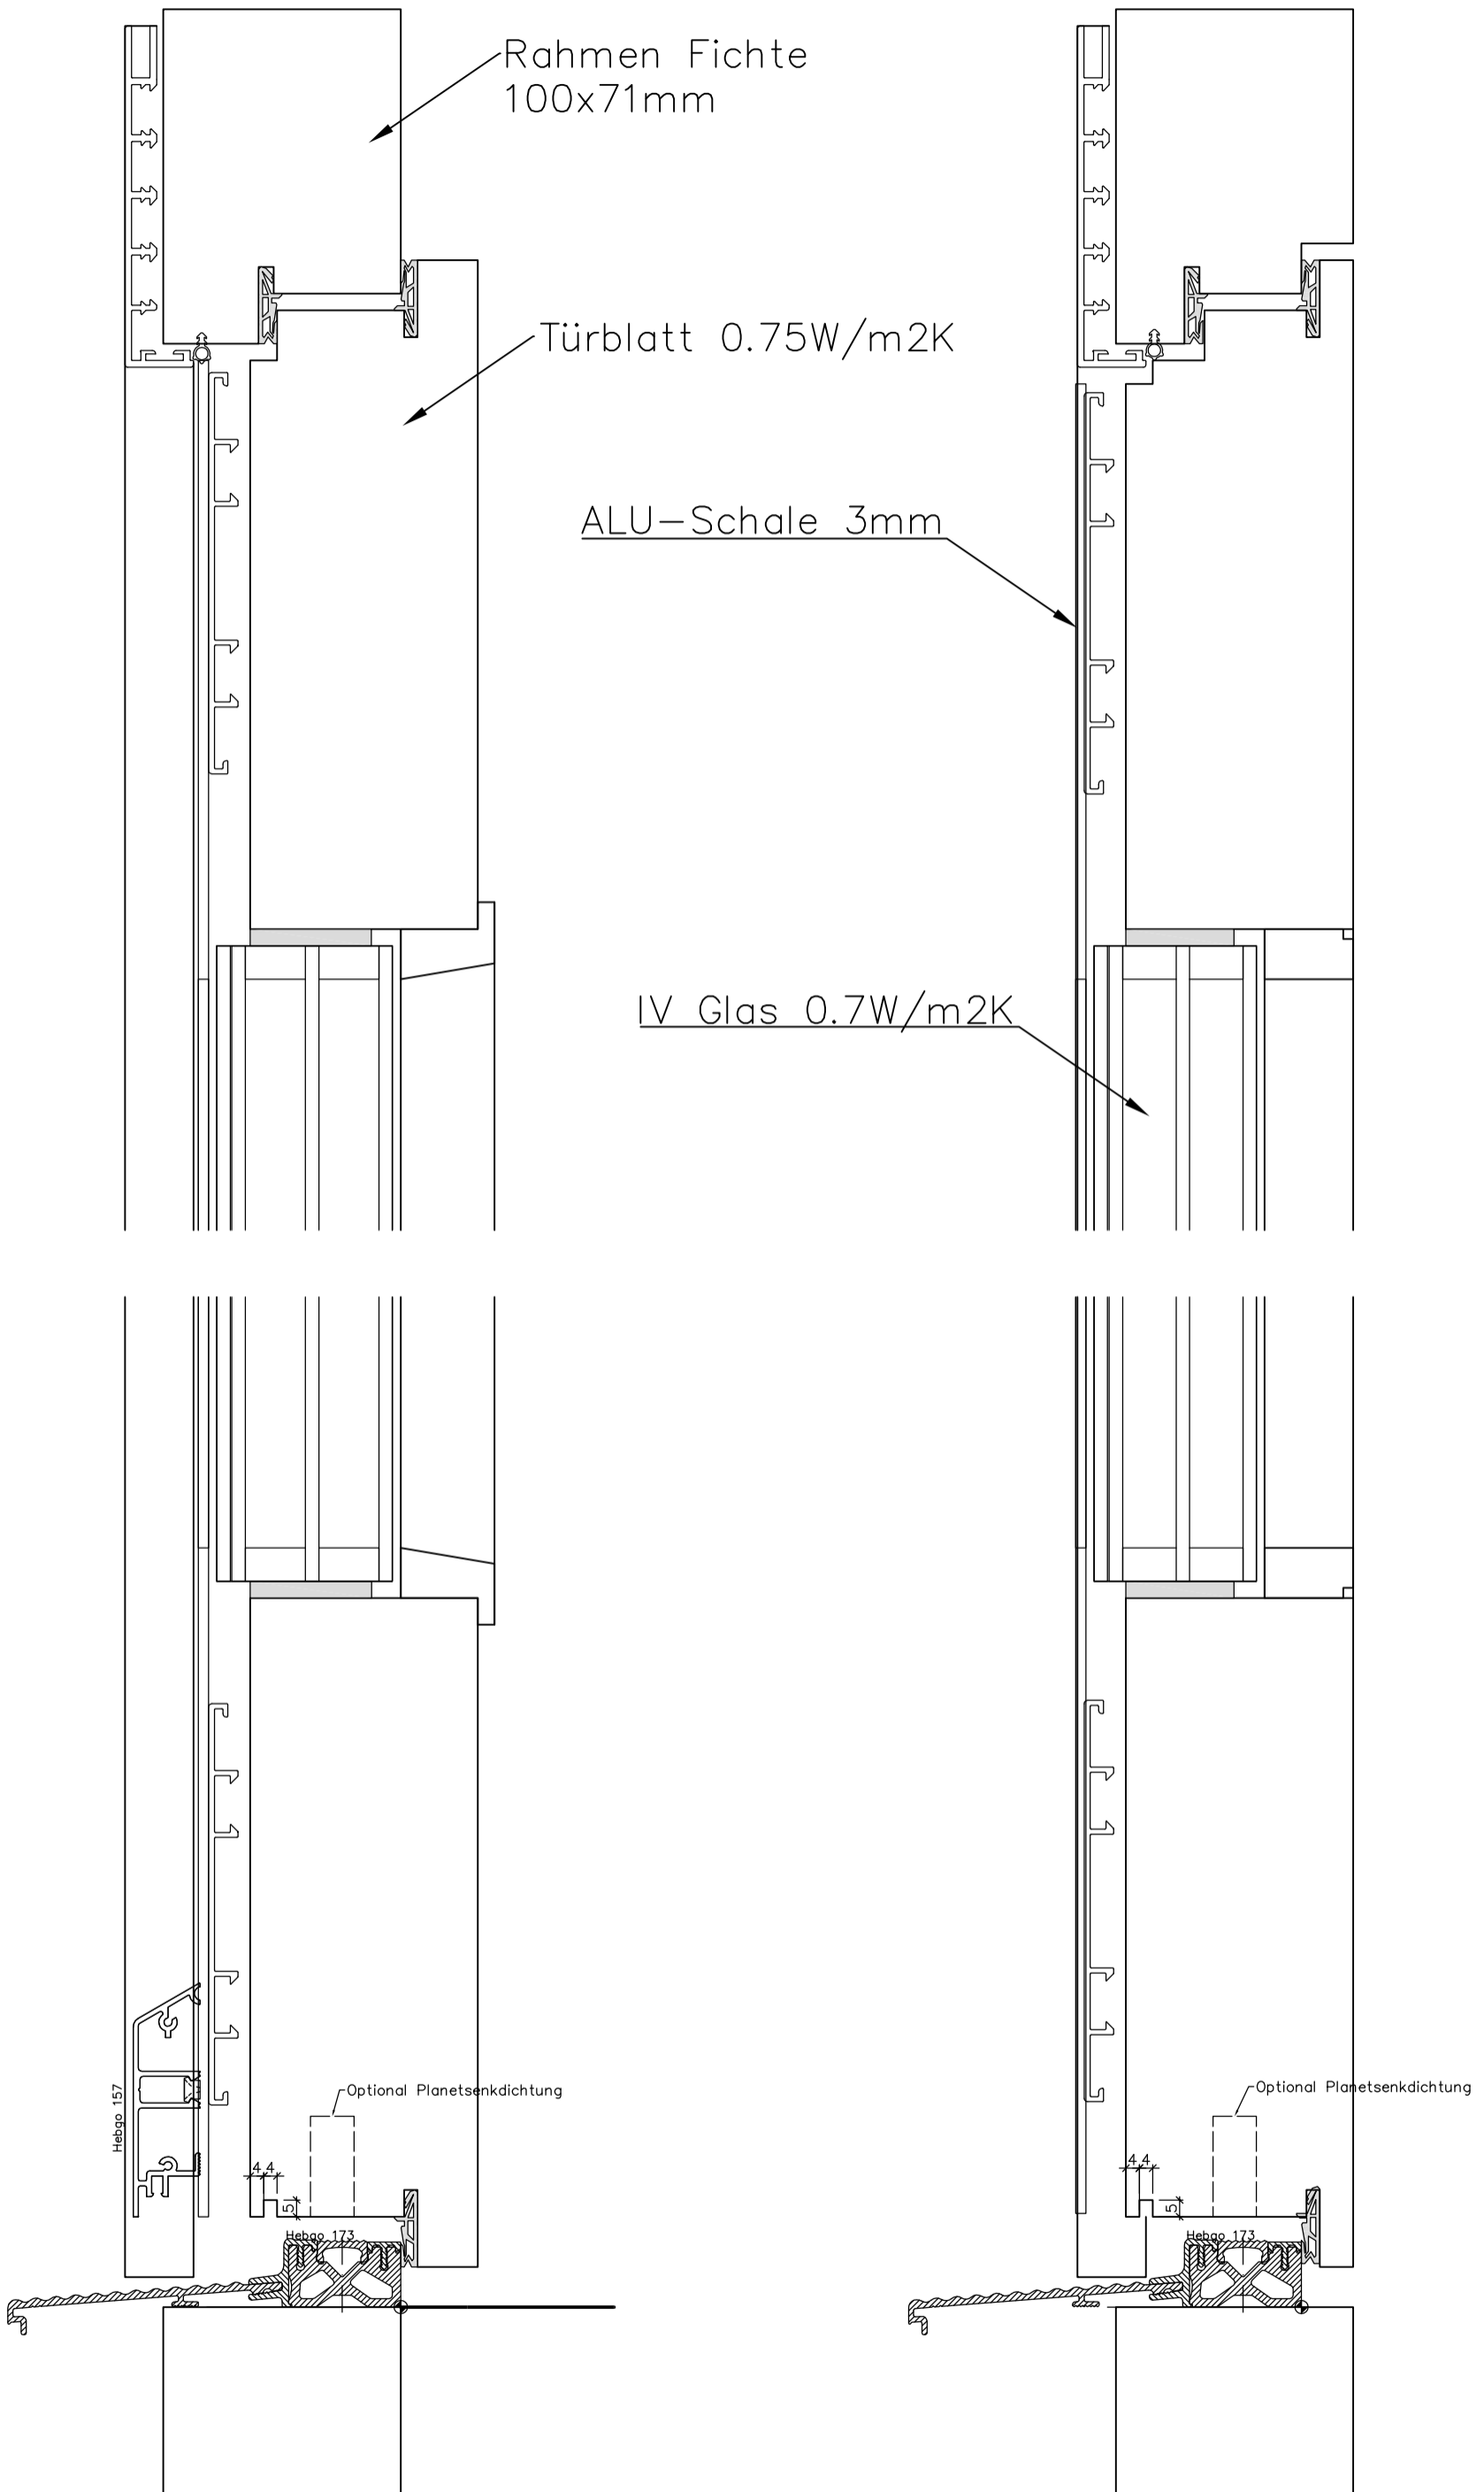 Rahmen Fichte
100x71mm
Türblatt 0.75W/m2K
ALU-Schale 3mm
IV Glas 0.7W/m2K
Hebgo 157
Optional Planetsenkdichtung
4 4
5
Hebgo 173
Optional Planetsenkdichtung
4 4
5
Hebgo 173